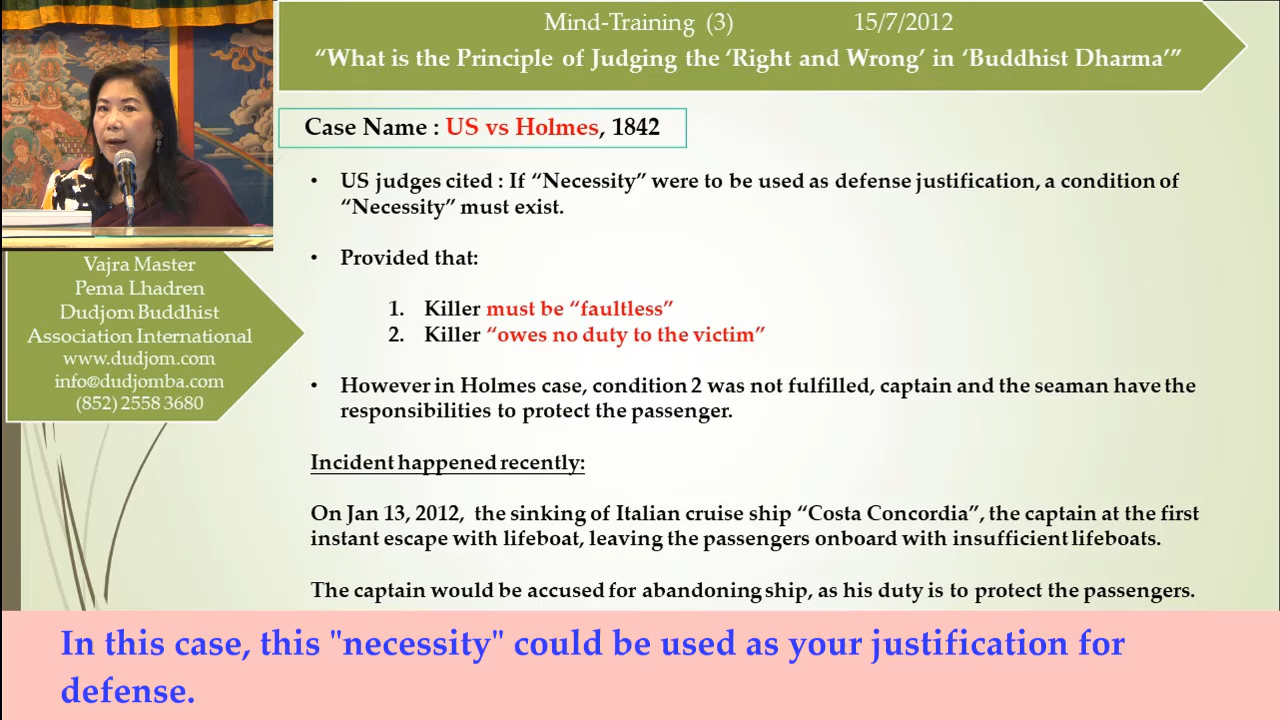 Mind-Training (3) 15/7/2012
“What is the Principle of Judging the ‘Right and Wrong’ in ‘Buddhist Dharma’”
Case Name : US vs Holmes, 1842
• US judges cited : If “Necessity” were to be used as defense justification, a condition of
“Necessity” must exist.
• Provided that:
1. Killer must be “faultless”
2. Killer “owes no duty to the victim”
• However in Holmes case, condition 2 was not fulfilled, captain and the seaman have the
responsibilities to protect the passenger.
Incident happened recently:
On Jan 13, 2012, the sinking of Italian cruise ship “Costa Concordia”, the captain at the first
instant escape with lifeboat, leaving the passengers onboard with insufficient lifeboats.
The captain would be accused for abandoning ship, as his duty is to protect the passengers.
Vajra Master
Pema Lhadren
Dudjom Buddhist
Association International
www.dudjom.com
info@dudjomba.com
(852) 2558 3680
In this case, this "necessity" could be used as your justification for
defense.